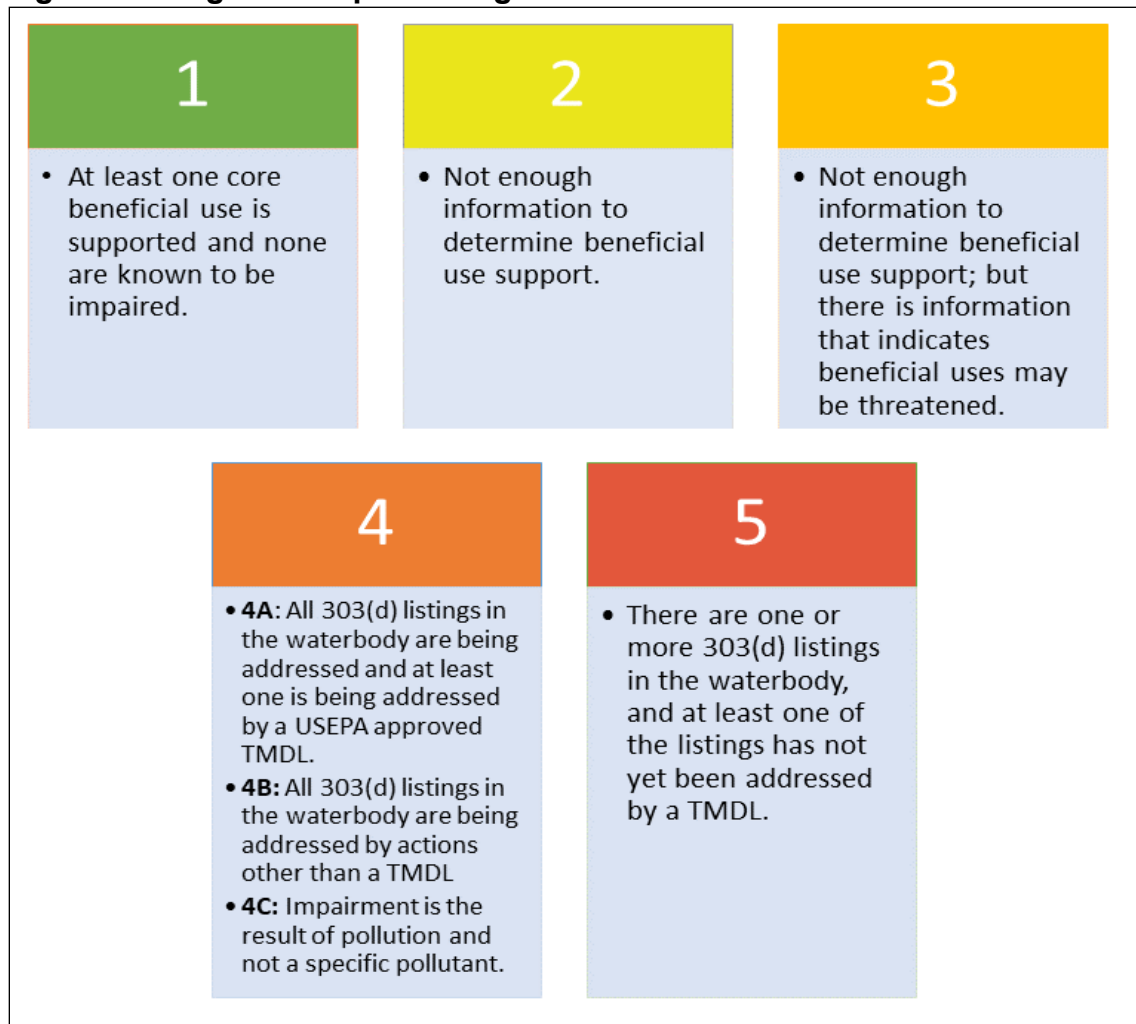 1
• At least one core
beneficial use is
supported and none
are known to be
impaired.
2
• Not enough
information to
determine beneficial
use support.
3
• Not enough
information to
determine beneficial
use support; but
there is information
that indicates
beneficial uses may
be threatened.
4
• 4A: All 303(d) listings in
the waterbody are being
addressed and at least
one is being addressed
by a USEPA approved
TMDL.
• 4B: All 303(d) listings in
the waterbody are being
addressed by actions
other than a TMDL
• 4C: Impairment is the
result of pollution and
not a specific pollutant.
5
• There are one or
more 303(d) listings
in the waterbody,
and at least one of
the listings has not
yet been addressed
by a TMDL.